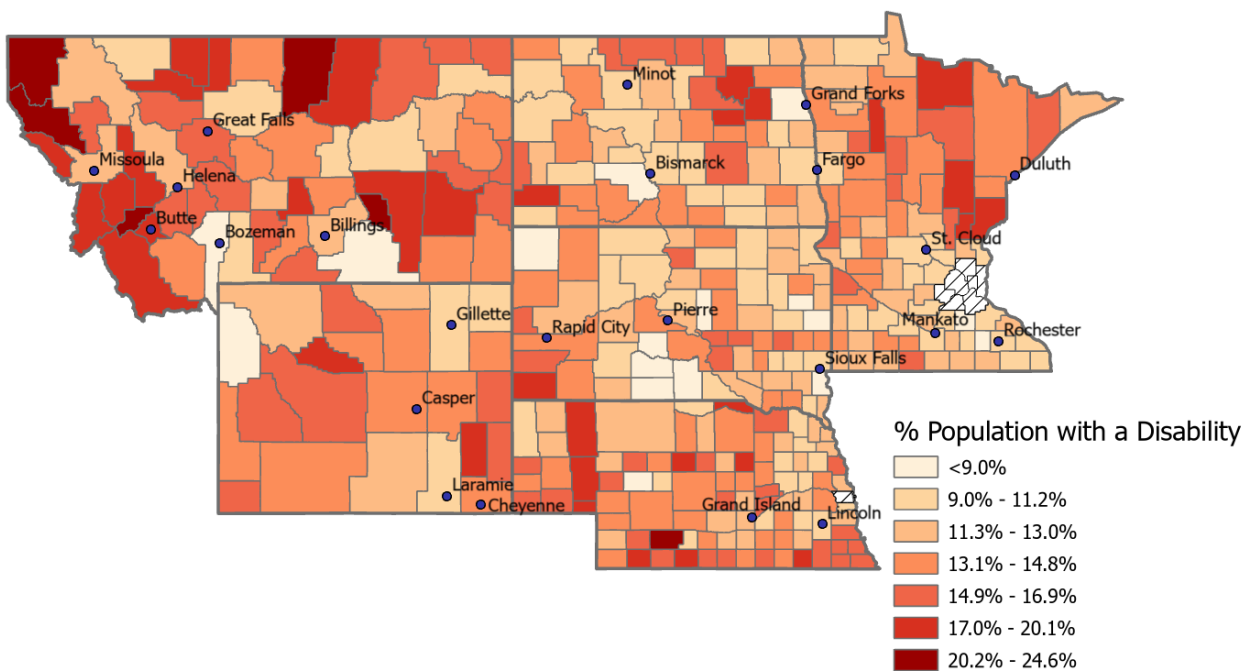 Minot
Grand Forks
Great Falls
Missoula
Helena
Bismarck
Fargo
Duluth
Butte
Bozeman
Billings
St. Cloud
Gillette
Rapid City
Pierre
Mankato
Rochester
Sioux Falls
Casper
Laramie
Cheyenne
Grand Island
Lincoln
% Population with a Disability
<9.0%
9.0% - 11.2%
11.3% - 13.0%
13.1% - 14.8%
14.9% - 16.9%
17.0% - 20.1%
20.2% - 24.6%